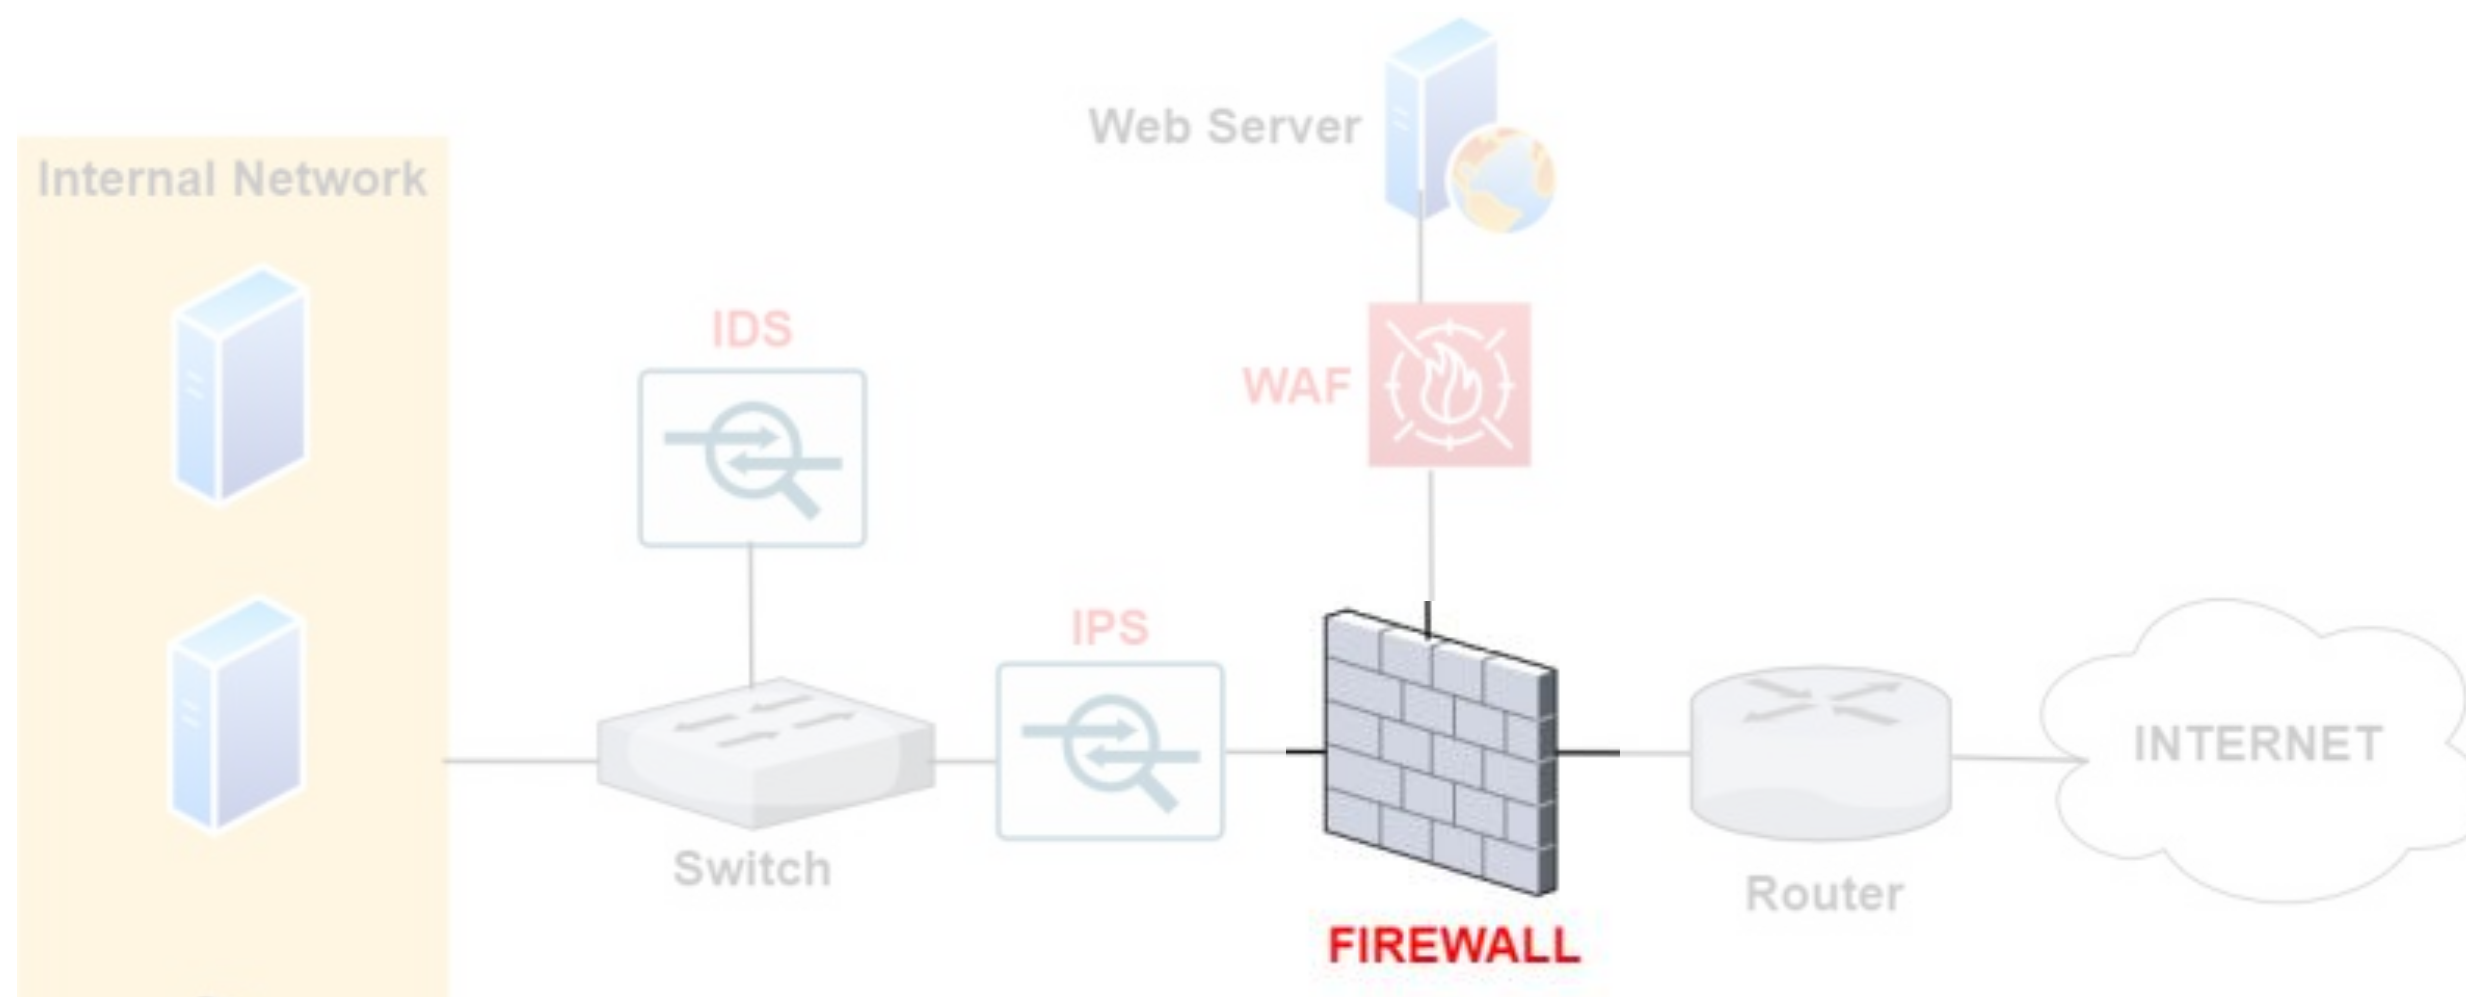 Web Server
Internal Network
IDS
WAF
IPS
INTERNET
Switch
Router
FIREWALL